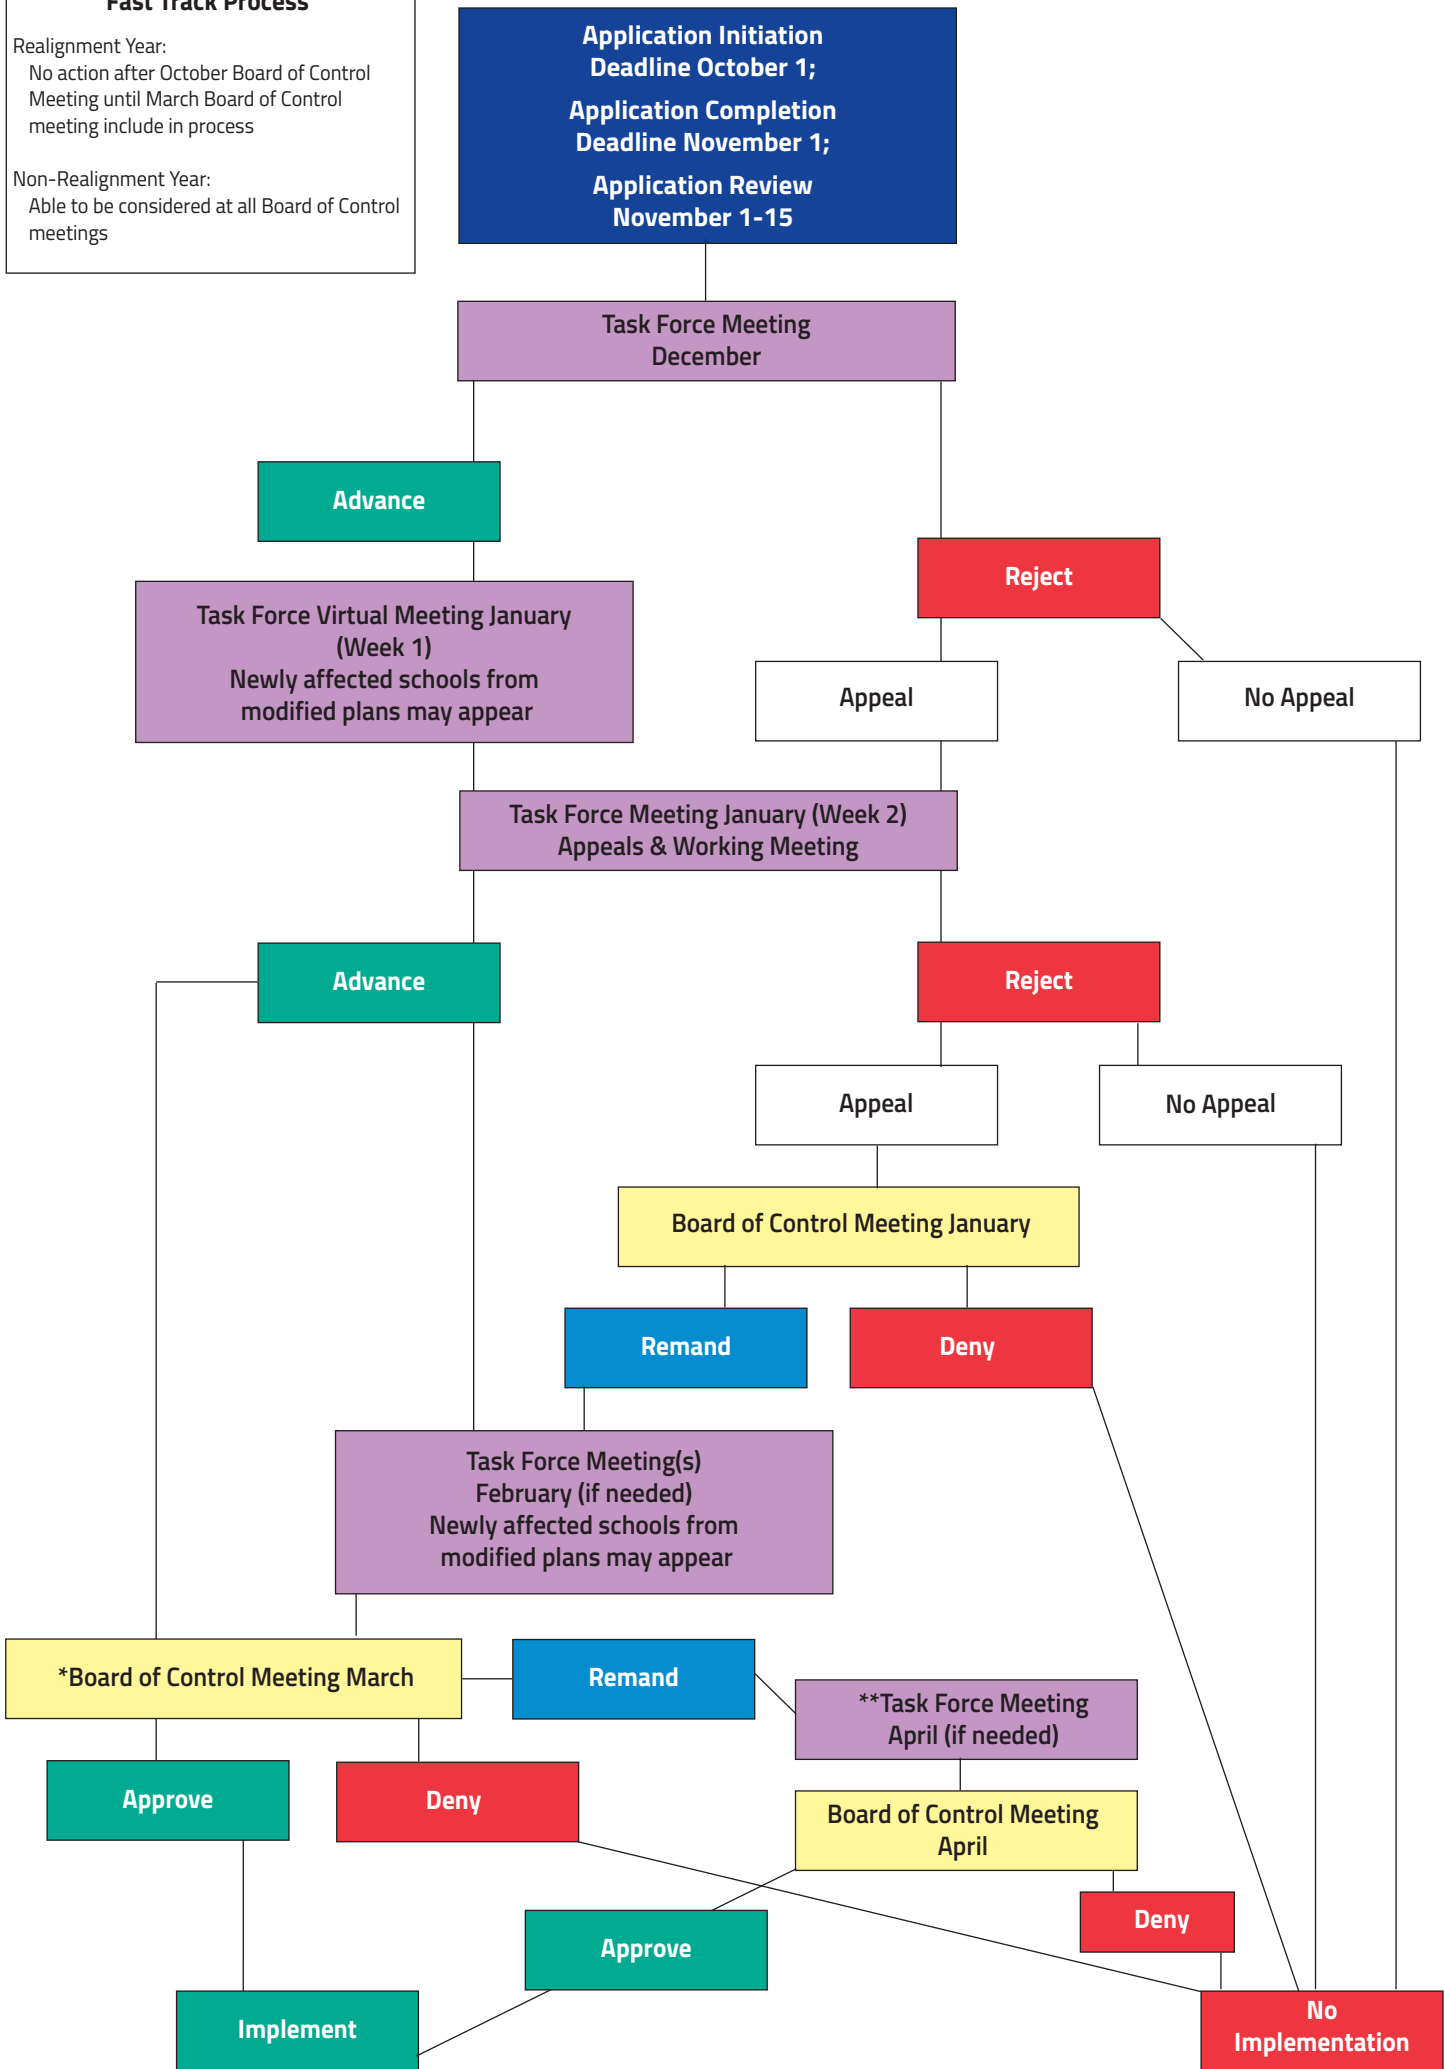 Fast Track Process
Realignment Year:
No action after October Board of Control
Meeting until March Board of Control
meeting include in process
Non-Realignment Year:
Able to be considered at all Board of Control
meetings
Application Initiation
Deadline October 1;
Application Completion
Deadline November 1;
Application Review
November 1-15
Task Force Meeting
December
Advance
Reject
Task Force Virtual Meeting January
(Week 1)
Newly affected schools from
modified plans may appear
Appeal
No Appeal
Task Force Meeting January (Week 2)
Appeals & Working Meeting
Advance
Reject
Appeal
No Appeal
Board of Control Meeting January
Remand
Deny
Task Force Meeting(s)
February (if needed)
Newly affected schools from
modified plans may appear
*Board of Control Meeting March
Remand
**Task Force Meeting
April (if needed)
Approve
Deny
Board of Control Meeting
April
Deny
Approve
Implement
No
Implementation